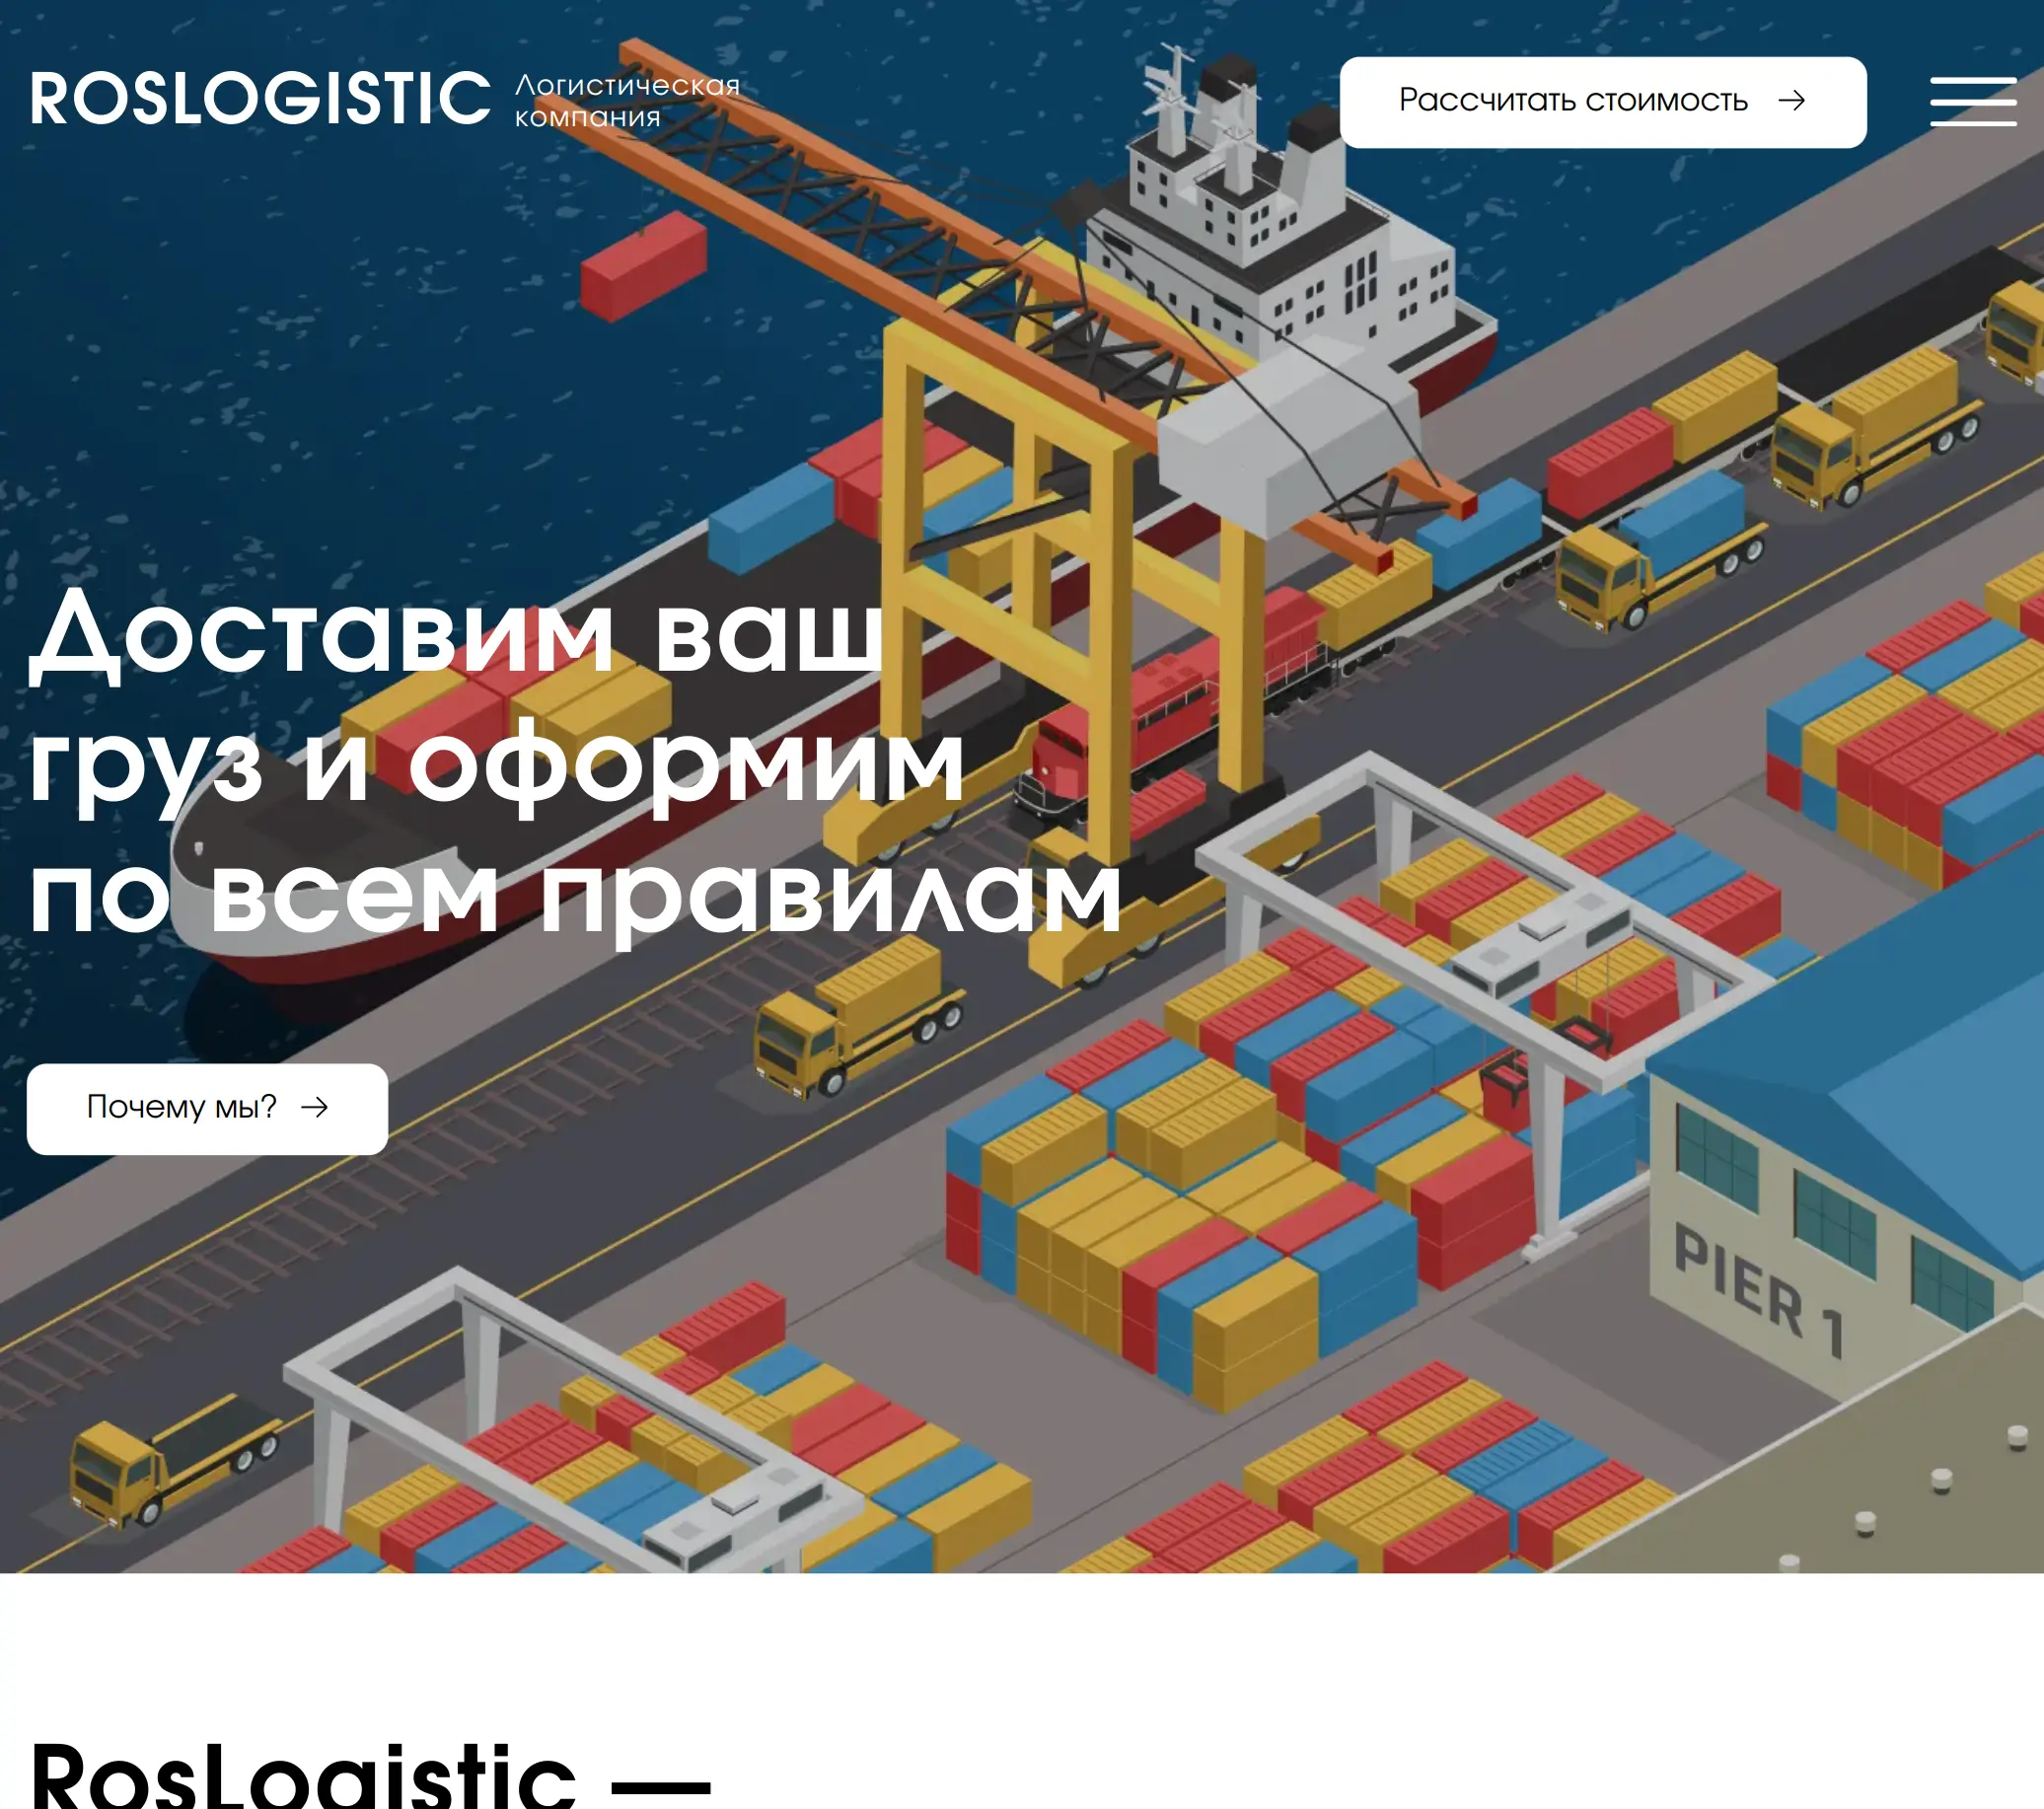 ROSLOGISTIC
Логистическая
компания
Рассчитать стоимость →
Доставим ваш
груз и оформим
по всем правилам
Почему мы? →
PIER 1
RosLogistic —